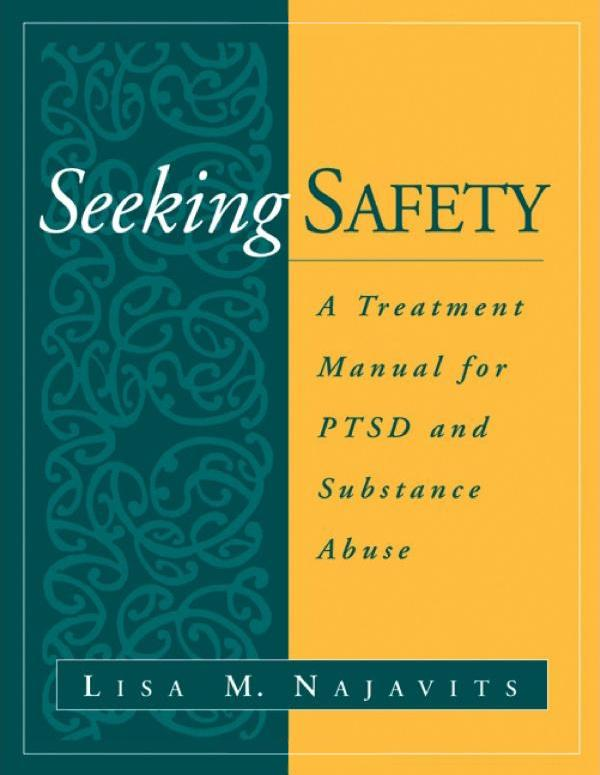 Seeking SAFETY
A Treatment
Manual for
PTSD and
Substance
Abuse
LISA M. NAJAVITS